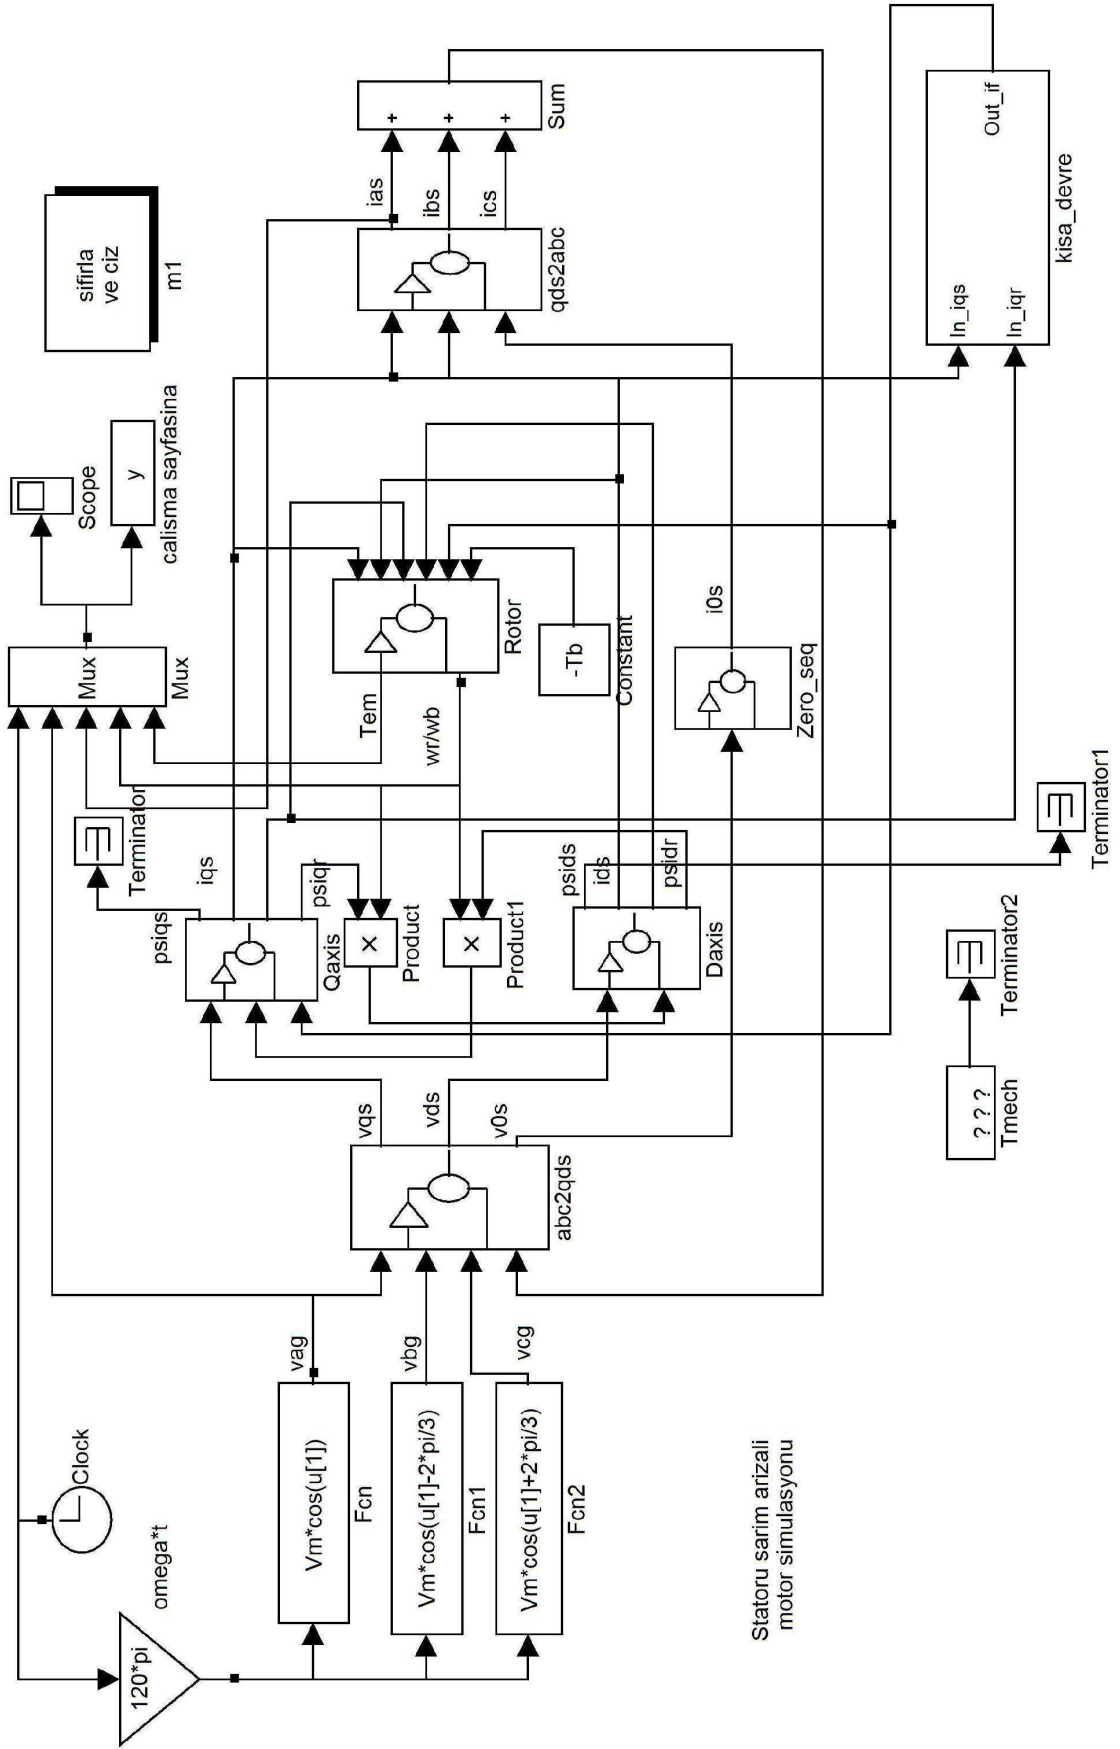 Clock
omega*t
120*pi
Vm*cos(u[1])
Fcn
Vm*cos(u[1]-2*pi/3)
Fcn1
Vm*cos(u[1]+2*pi/3)
Fcn2
vag
vbg
vcg
abc2qds
vqs
vds
v0s
psiqs
iqs
psiqr
Qaxis
Terminator
Product
Product1
psids
ids
psidr
Daxis
Terminator1
Terminator2
? ? ?
Tmech
Mux
Mux
Scope
y
calisma sayfasina
Tem
wr/wb
Rotor
-Tb
Constant
Zero_seq
i0s
sifirla
ve ciz
m1
qds2abc
ias
ibs
ics
+
+
+
Sum
In_iqs
In_iqr
Out_if
kisa_devre
Statoru sarim arizali
motor simulasyonu